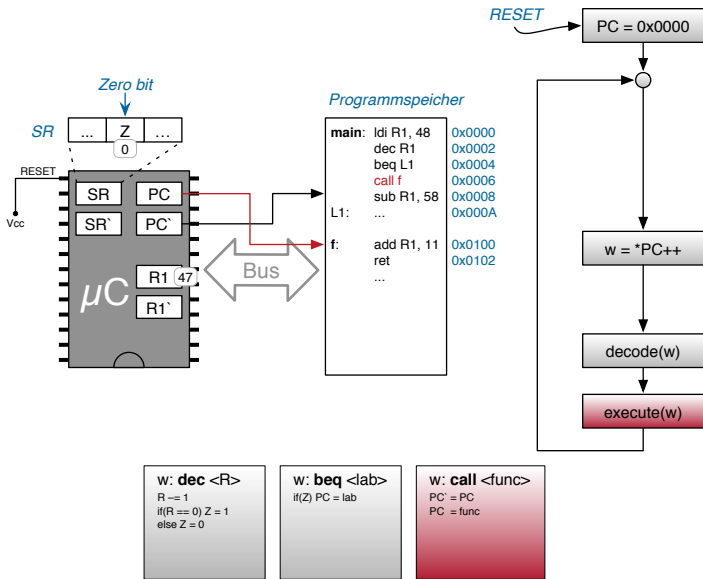 RESET
PC = 0x0000
Zero bit
Programmspeicher
SR
... Z ...
0
main: ldi R1, 48 0x0000
dec R1 0x0002
beq L1 0x0004
call f 0x0006
sub R1, 58 0x0008
L1: ... 0x000A
f: add R1, 11 0x0100
ret 0x0102
...
RESET
Vcc
SR PC
SR` PC`
R1 47
R1`
µC
Bus
w = *PC++
decode(w)
execute(w)
w: dec <R>
R −= 1
if(R == 0) Z = 1
else Z = 0
w: beq <lab>
if(Z) PC = lab
w: call <func>
PC` = PC
PC = func